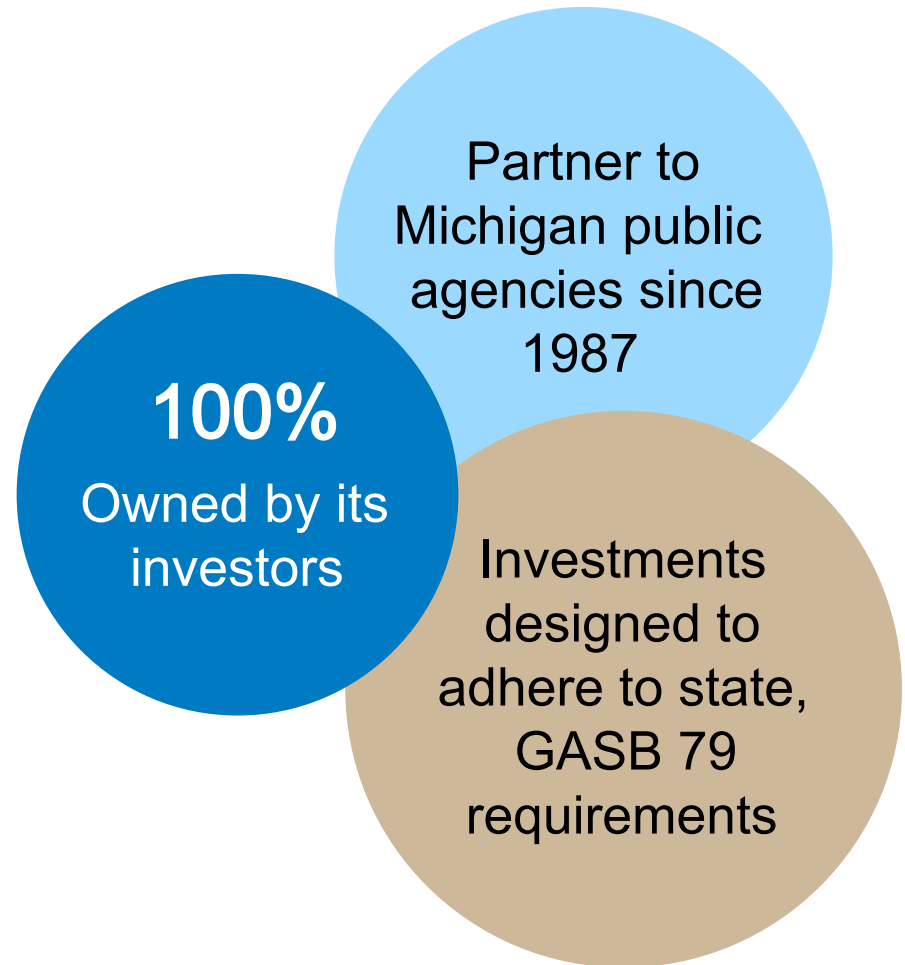 Partner to
Michigan public
agencies since
1987
100%
Owned by its
investors
Investments
designed to
adhere to state,
GASB 79
requirements